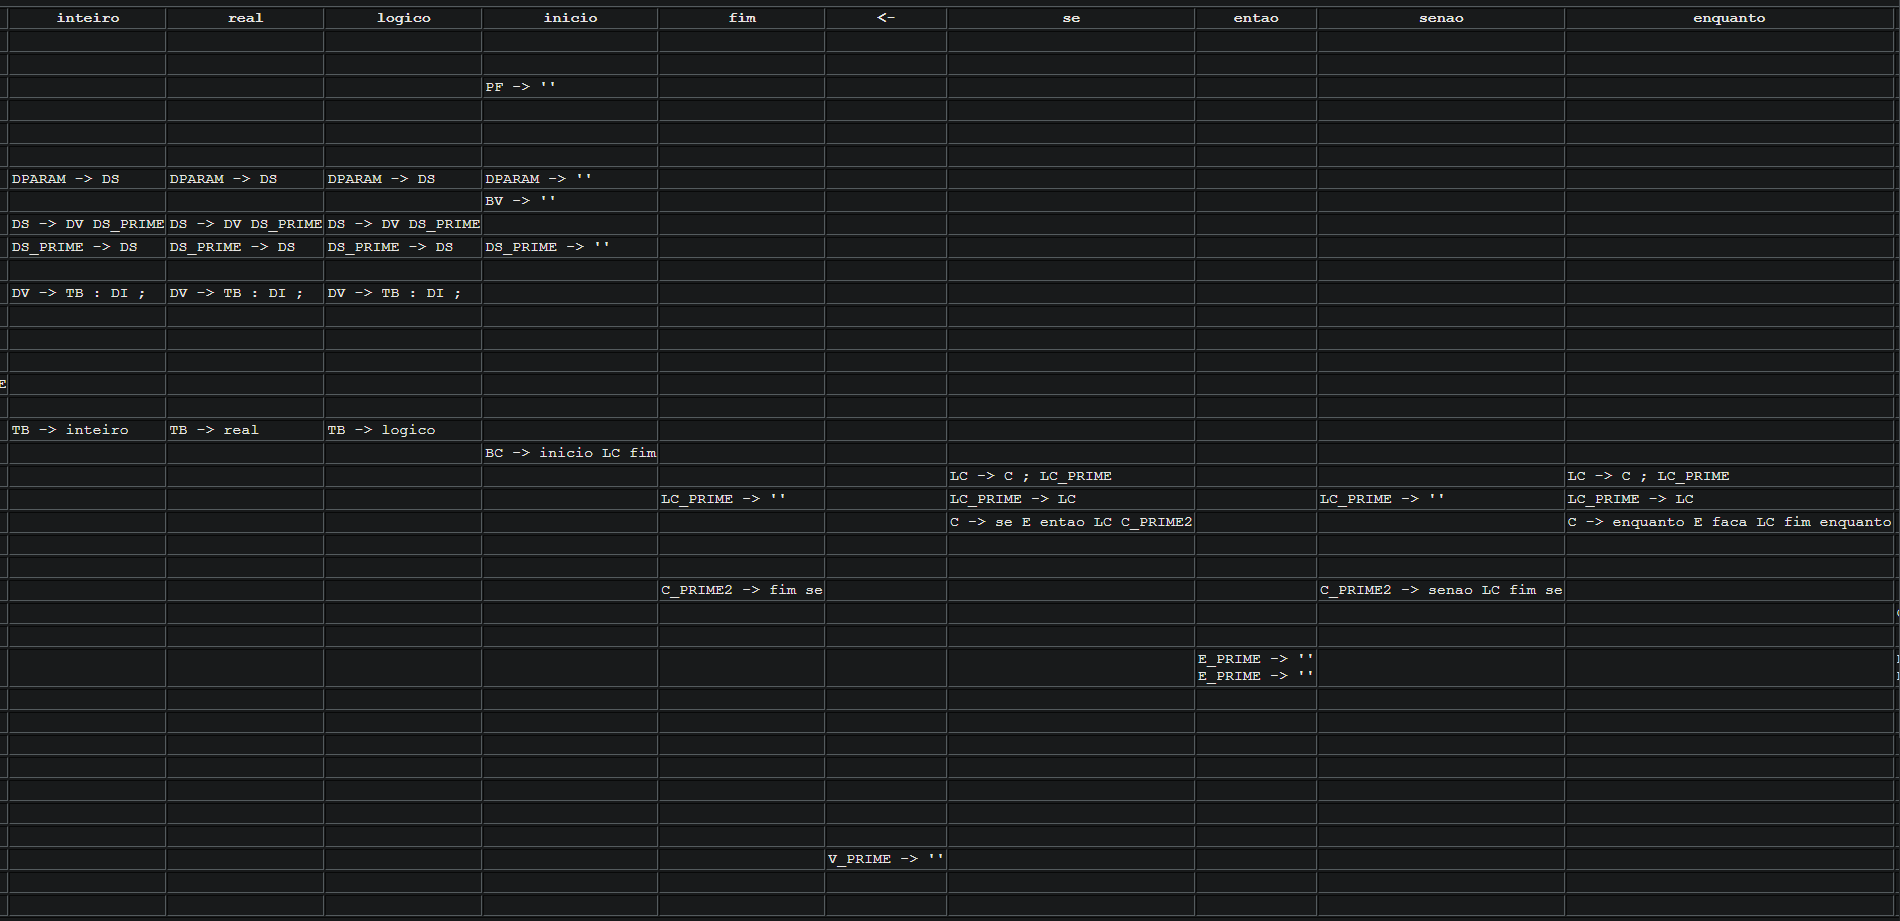 inteiro real logico inicio fim <- se entao senao enquanto
PF -> ''
DPARAM -> DS DPARAM -> DS DPARAM -> DS DPARAM -> ''
BV -> ''
DS -> DV DS_PRIME DS -> DV DS_PRIME DS -> DV DS_PRIME
DS_PRIME -> DS DS_PRIME -> DS DS_PRIME -> DS DS_PRIME -> ''
DV -> TB : DI ; DV -> TB : DI ; DV -> TB : DI ;
E
TB -> inteiro TB -> real TB -> logico
BC -> inicio LC fim
LC -> C ; LC_PRIME LC -> C ; LC_PRIME
LC_PRIME -> '' LC_PRIME -> LC LC_PRIME -> '' LC_PRIME -> LC
C -> se E entao LC C_PRIME2 C -> enquanto E faca LC fim enquanto
C_PRIME2 -> fim se C_PRIME2 -> senao LC fim se
E_PRIME -> ''
E_PRIME -> ''
V_PRIME -> ''